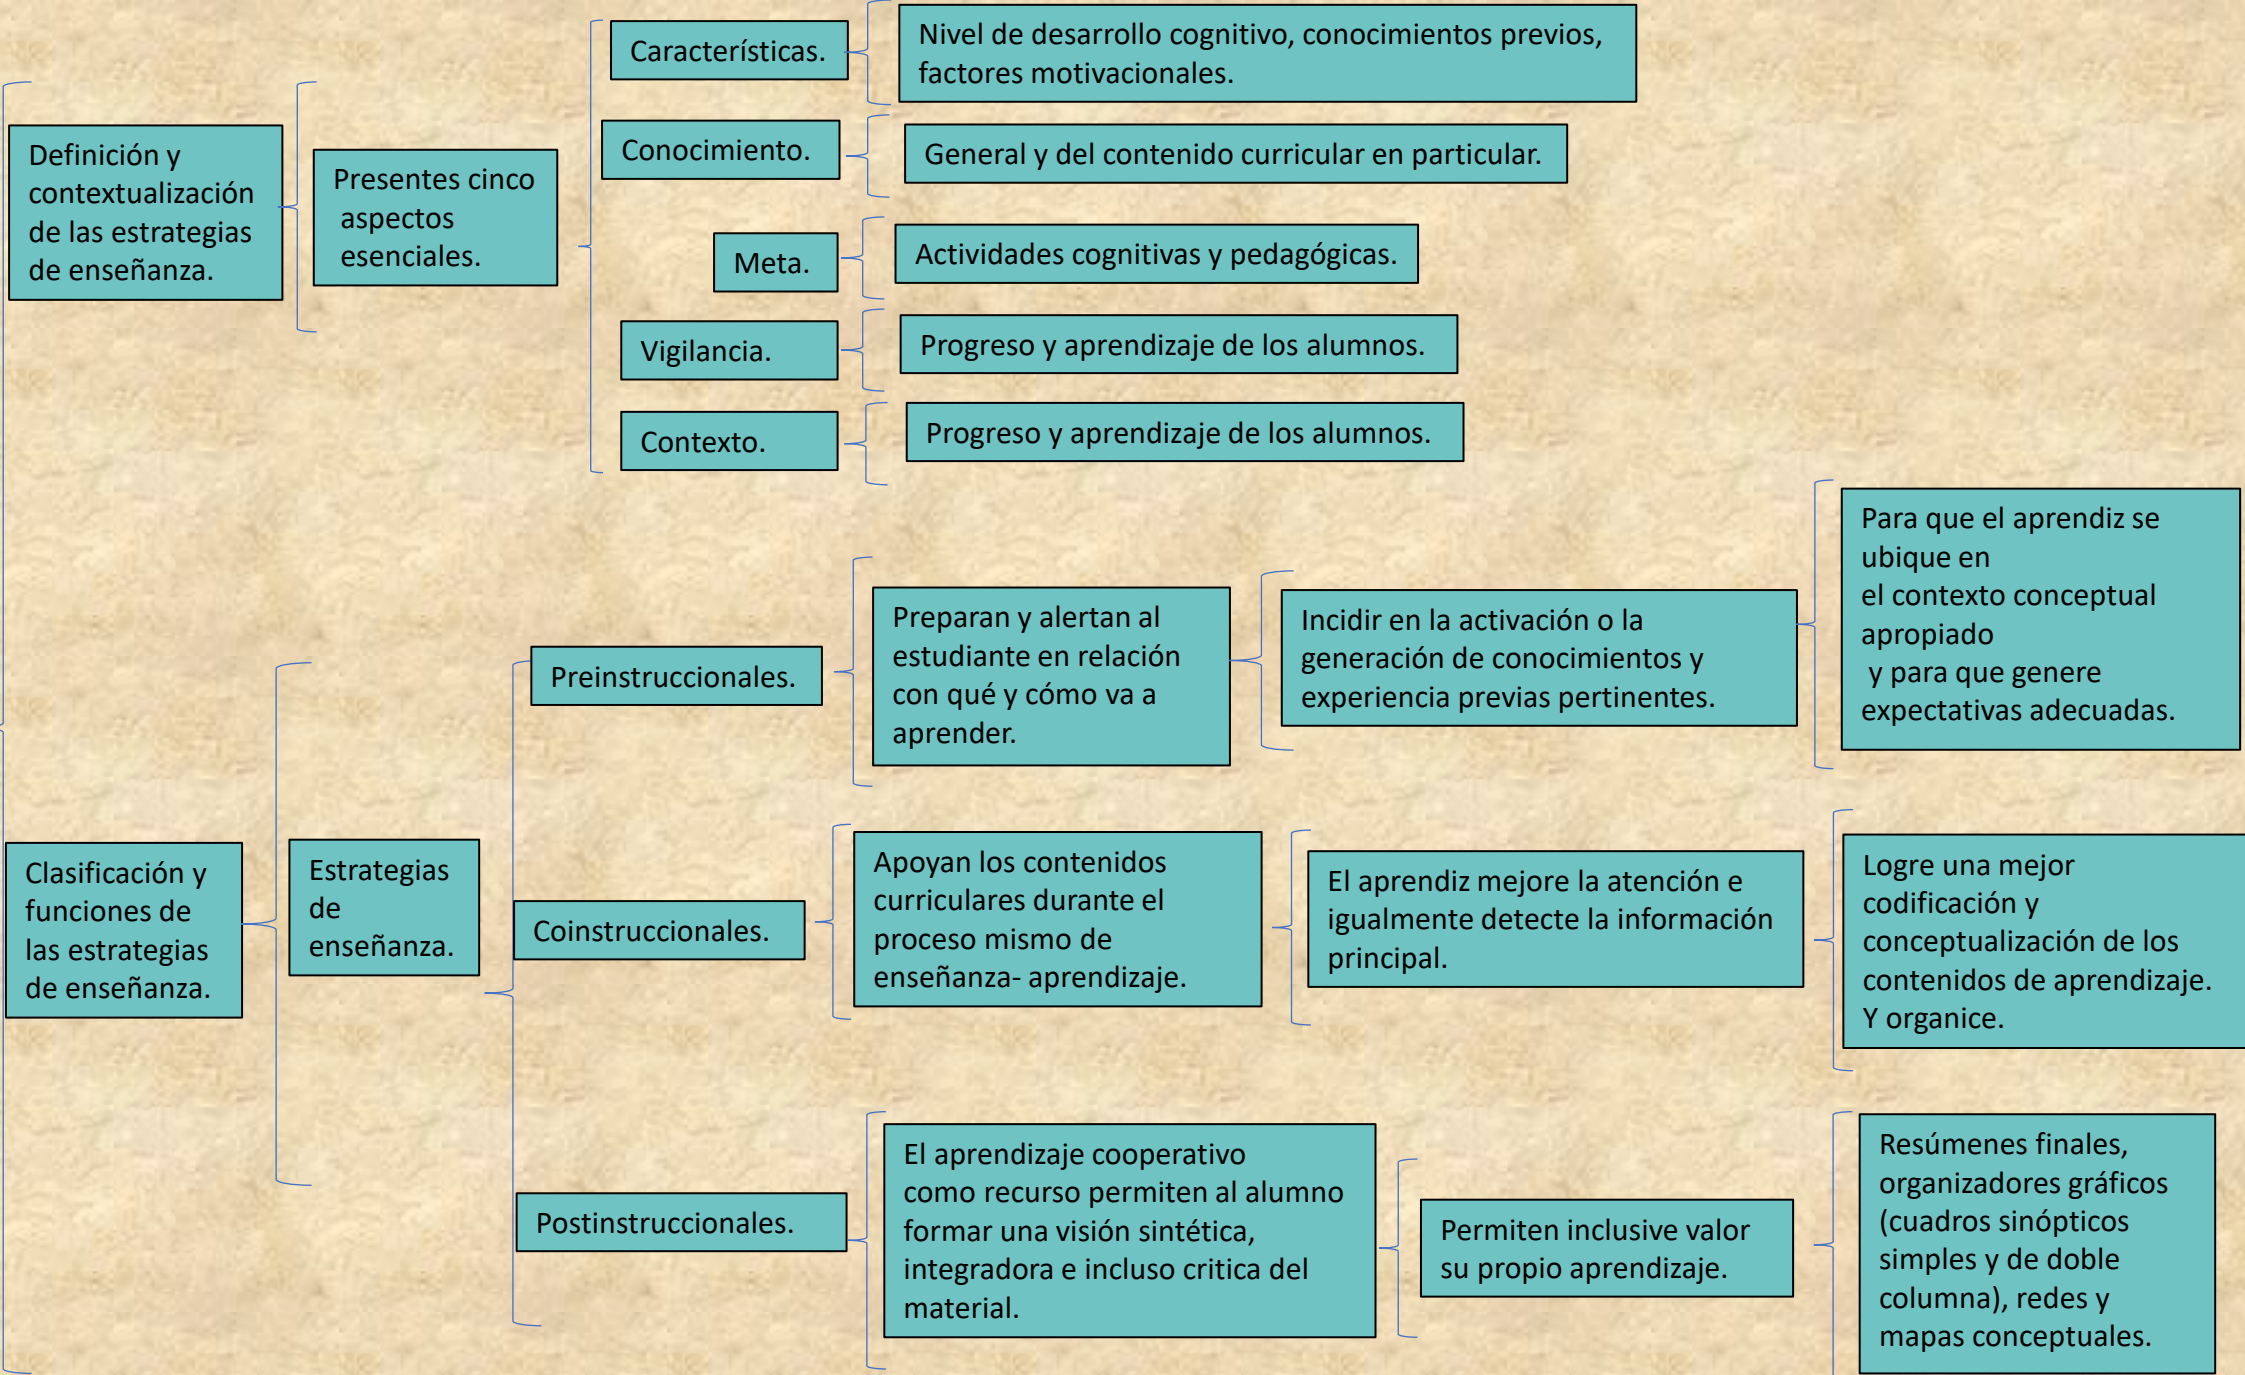 Definición y
contextualización
de las estrategias
de enseñanza.
Presentes cinco
aspectos
esenciales.
Características.
Nivel de desarrollo cognitivo, conocimientos previos,
factores motivacionales.
Conocimiento.
General y del contenido curricular en particular.
Meta.
Actividades cognitivas y pedagógicas.
Vigilancia.
Progreso y aprendizaje de los alumnos.
Contexto.
Progreso y aprendizaje de los alumnos.
Clasificación y
funciones de
las estrategias
de enseñanza.
Estrategias
de
enseñanza.
Preinstruccionales.
Preparan y alertan al
estudiante en relación
con qué y cómo va a
aprender.
Incidir en la activación o la
generación de conocimientos y
experiencia previas pertinentes.
Para que el aprendiz se
ubique en
el contexto conceptual
apropiado
y para que genere
expectativas adecuadas.
Coinstruccionales.
Apoyan los contenidos
curriculares durante el
proceso mismo de
enseñanza- aprendizaje.
El aprendiz mejore la atención e
igualmente detecte la información
principal.
Logre una mejor
codificación y
conceptualización de los
contenidos de aprendizaje.
Y organice.
Postinstruccionales.
El aprendizaje cooperativo
como recurso permiten al alumno
formar una visión sintética,
integradora e incluso critica del
material.
Permiten inclusive valor
su propio aprendizaje.
Resúmenes finales,
organizadores gráficos
(cuadros sinópticos
simples y de doble
columna), redes y
mapas conceptuales.